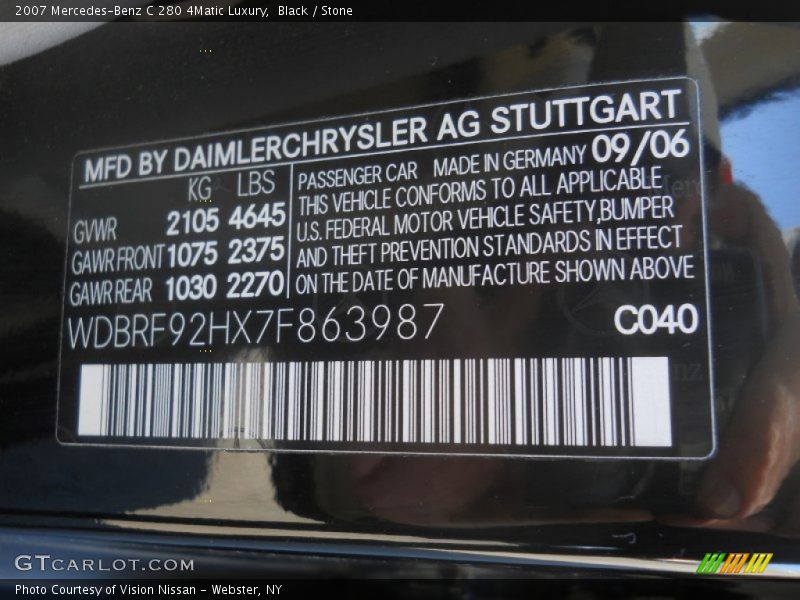 2007 Mercedes-Benz C 280 4Matic Luxury,  Black / Stone
MFD BY DAIMLERCHRYSLER AG STUTTGART
KG LBS
GVWR 2105 4645
GAWR FRONT 1075 2375
GAWR REAR 1030 2270
PASSENGER CAR MADE IN GERMANY 09/06
THIS VEHICLE CONFORMS TO ALL APPLICABLE
U.S. FEDERAL MOTOR VEHICLE SAFETY,BUMPER
AND THEFT PREVENTION STANDARDS IN EFFECT
ON THE DATE OF MANUFACTURE SHOWN ABOVE
WDBRF92HX7F863987 C040
GTCARLOT.COM
Photo Courtesy of Vision Nissan - Webster, NY